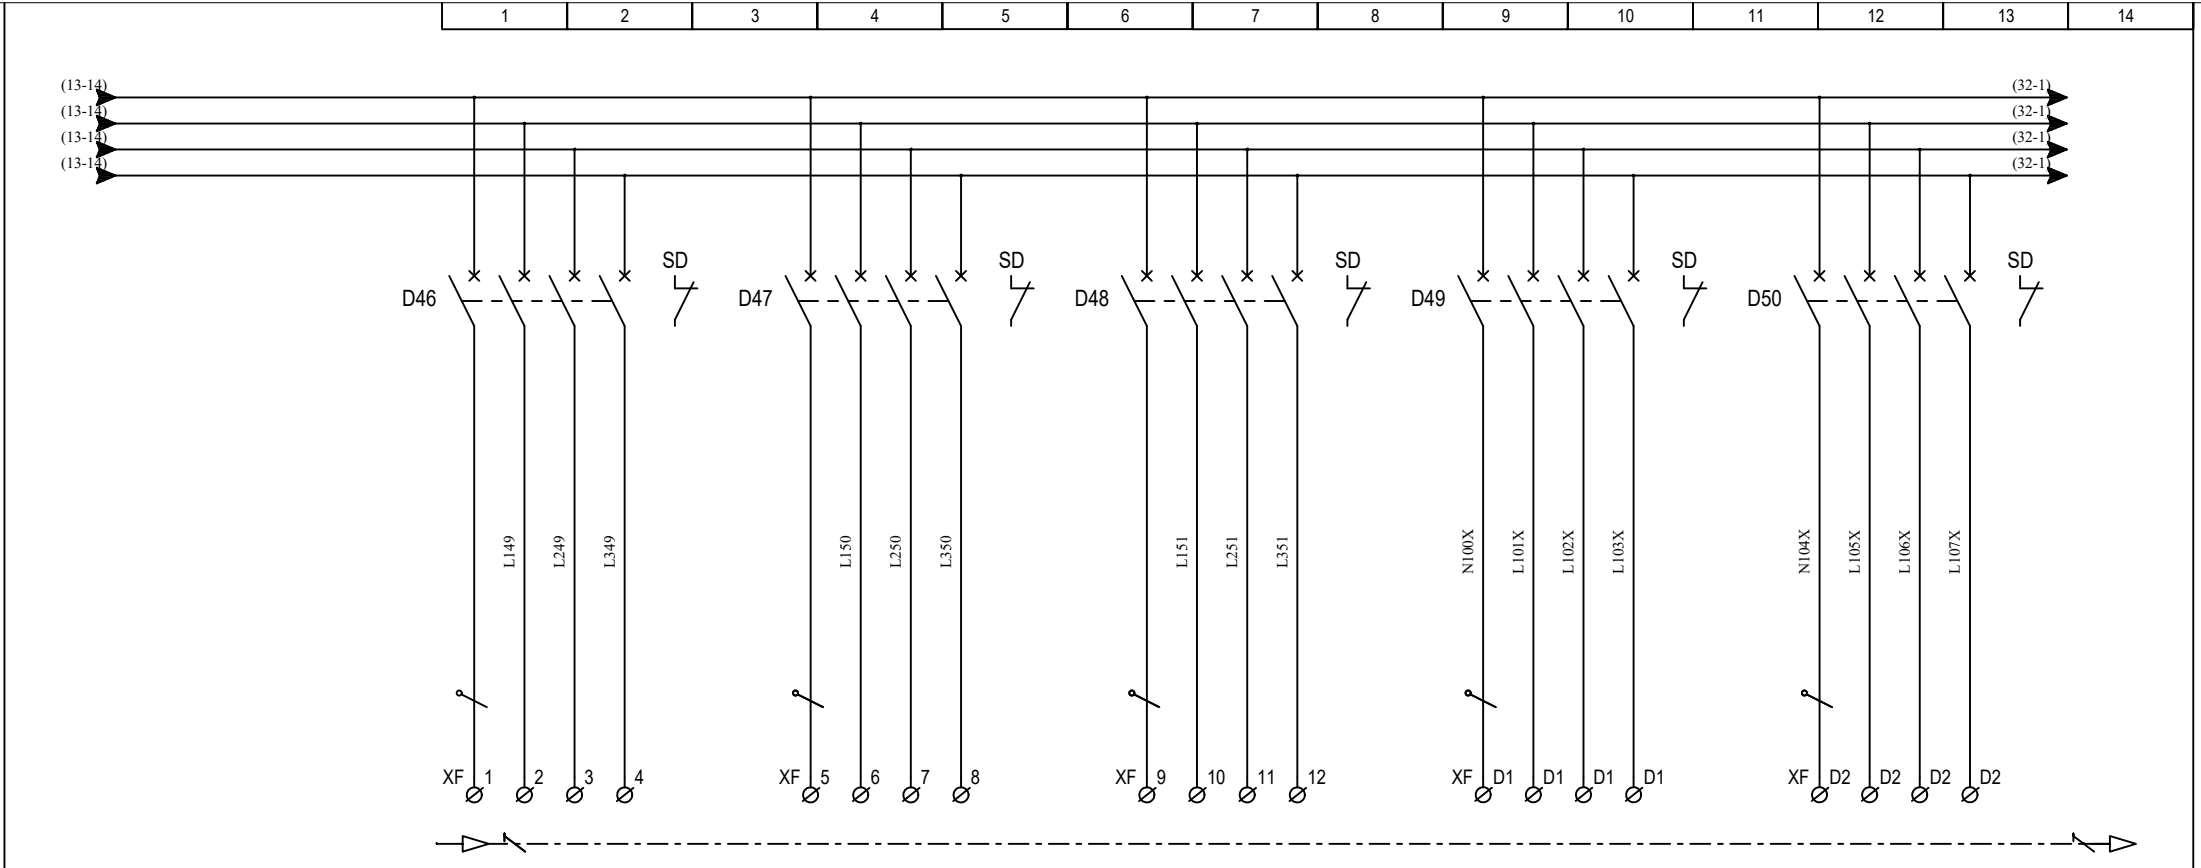 1 2 3 4 5 6 7 8 9 10 11 12 13 14
(13-14) (32-1)
(13-14) (32-1)
(13-14) (32-1)
(13-14) (32-1)
SD SD SD SD SD
D46 D47 D48 D49 D50
L149 L249 L349 L150 L250 L350 L151 L251 L351 N100X L101X L102X L103X N104X L105X L106X L107X
XF 1 2 3 4 XF 5 6 7 8 XF 9 10 11 12 XF D1 D1 D1 D1 XF D2 D2 D2 D2